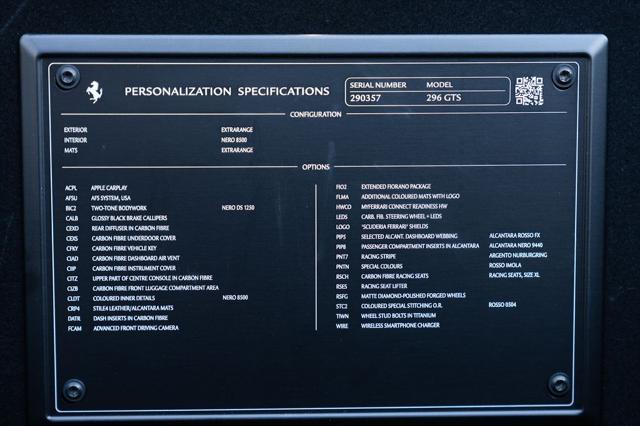 PERSONALIZATION SPECIFICATIONS
SERIAL NUMBER MODEL
290357 296 GTS
CONFIGURATION
EXTERIOR EXTRARANGE
INTERIOR NERO 8500
MATS EXTRARANGE
OPTIONS
ACPL APPLE CARPLAY
AFSU AFS SYSTEM, USA
BIC2 TWO-TONE BODYWORK NERO DS 1250
CALB GLOSSY BLACK BRAKE CALLIPERS
CEXD REAR DIFFUSER IN CARBON FIBRE
CEXS CARBON FIBRE UNDERDOOR COVER
CFKY CARBON FIBRE VEHICLE KEY
CIAD CARBON FIBRE DASHBOARD AIR VENT
CIIP CARBON FIBRE INSTRUMENT COVER
CITZ UPPER PART OF CENTRE CONSOLE IN CARBON FIBRE
CIZB CARBON FIBRE FRONT LUGGAGE COMPARTMENT AREA
CLDT COLOURED INNER DETAILS NERO 8500
CRP4 STILE4 LEATHER/ALCANTARA MATS
DATR DASH INSERTS IN CARBON FIBRE
FCAM ADVANCED FRONT DRIVING CAMERA
FIO2 EXTENDED FIORANO PACKAGE
FLMA ADDITIONAL COLOURED MATS WITH LOGO
HWCO MYFERRARI CONNECT READINESS HW
LEDS CARB. FIB. STEERING WHEEL + LEDS
LOGO "SCUDERIA FERRARI" SHIELDS
PIP5 SELECTED ALCANT. DASHBOARD WEBBING ALCANTARA ROSSO FX
PIP8 PASSENGER COMPARTMENT INSERTS IN ALCANTARA ALCANTARA NERO 9440
PNT7 RACING STRIPE ARGENTO NURBURGRING
PNTN SPECIAL COLOURS ROSSO IMOLA
RSCH CARBON FIBRE RACING SEATS RACING SEATS, SIZE XL
RSES RACING SEAT LIFTER
RSFG MATTE DIAMOND-POLISHED FORGED WHEELS
STC2 COLOURED SPECIAL STITCHING O.R. ROSSO 0504
TIWN WHEEL STUD BOLTS IN TITANIUM
WIRE WIRELESS SMARTPHONE CHARGER